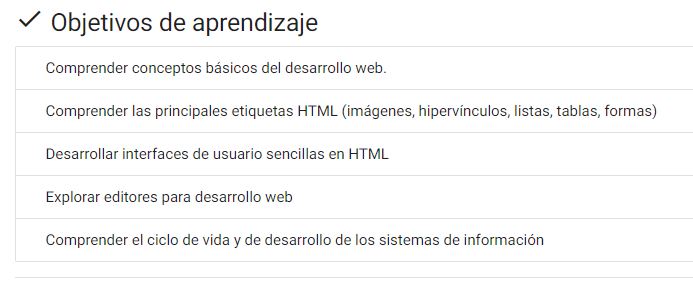 Objetivos de aprendizaje
Comprender conceptos básicos del desarrollo web.
Comprender las principales etiquetas HTML (imágenes, hipervínculos, listas, tablas, formas)
Desarrollar interfaces de usuario sencillas en HTML
Explorar editores para desarrollo web
Comprender el ciclo de vida y de desarrollo de los sistemas de información